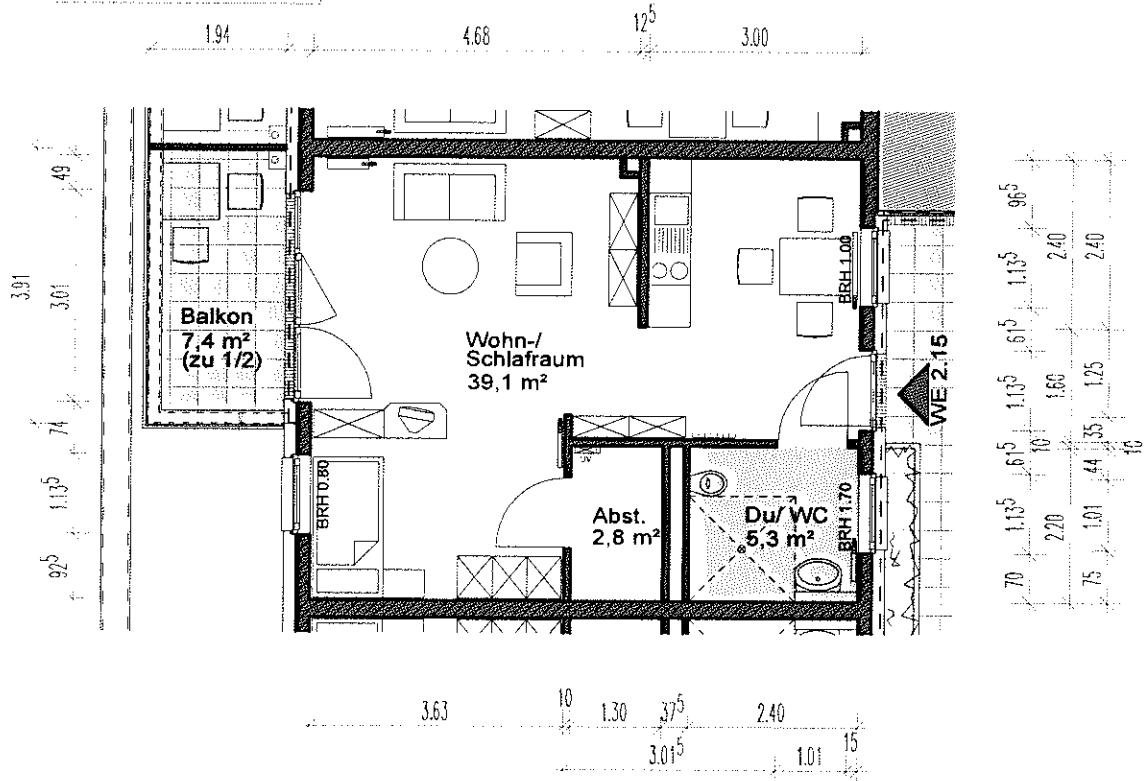 1.94
4.68
12⁵
3.00
49
3.91
3.01
74
1.13⁵
92⁵
Balkon
7,4 m²
(zu 1/2)
Wohn-/
Schlafraum
39,1 m²
BRH 1.00
WE 2.15
BRH 0.80
Abst.
2,8 m²
Du/ WC
5,3 m²
BRH 1.70
96⁵
1.13⁵
61⁵
1.13⁵
61⁵
1.13⁵
70
2.40
1.60
10
2.20
2.40
1.25
35
44
1.01
75
10
3.63
10
1.30
37⁵
2.40
3.01⁵
1.01
15